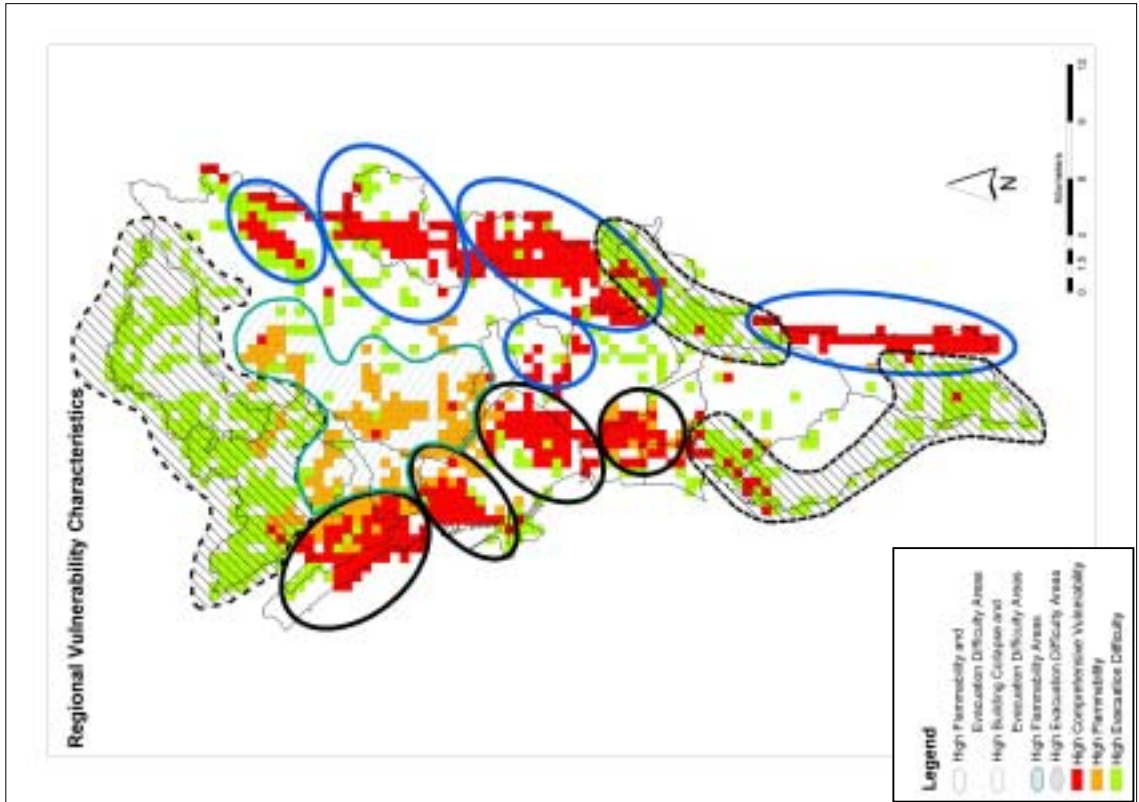 Regional Vulnerability Characteristics
Legend
High Flammability and
Evacuation Difficulty Areas
High Building Collapse and
Evacuation Difficulty Areas
High Flammability Areas
High Evacuation Difficulty Areas
High Comprehensive Vulnerability
High Flammability
High Evacuation Difficulty
N
Kilometers
0 1.5 3 6 9 12